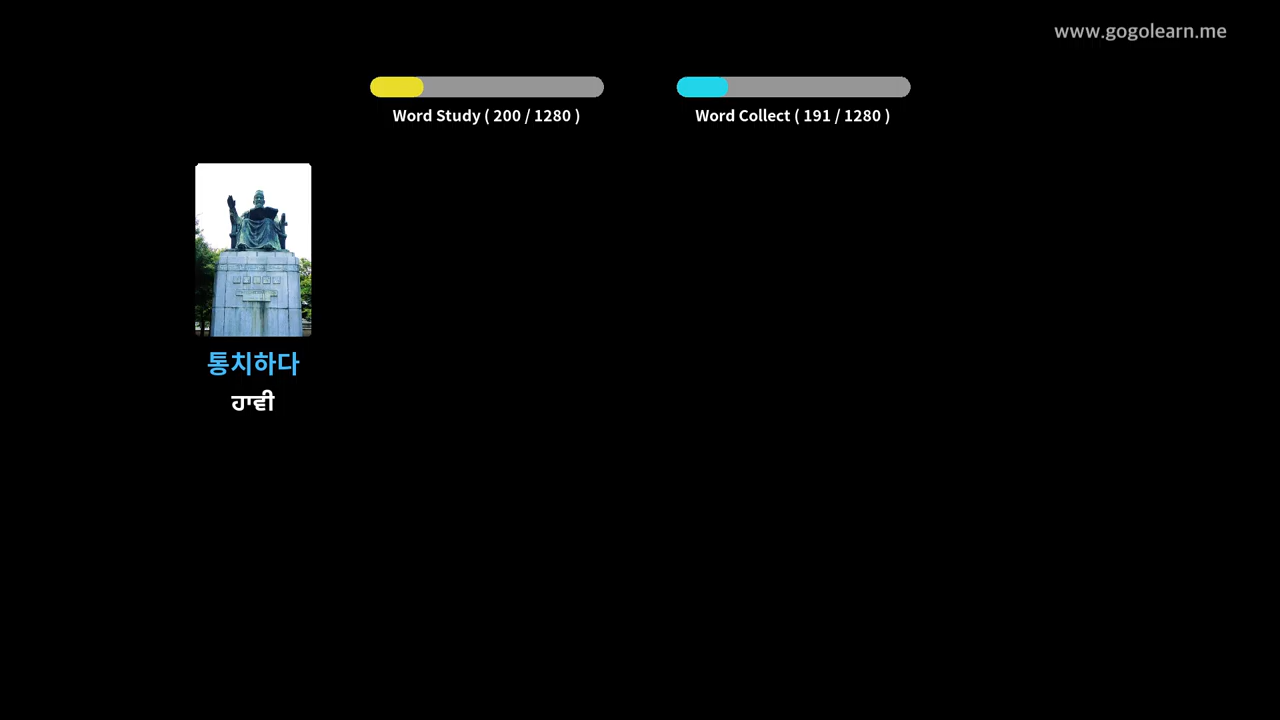 www.gogolearn.me
Word Study ( 200 / 1280 )
Word Collect ( 191 / 1280 )
통치하다
ਹਾਵੀ